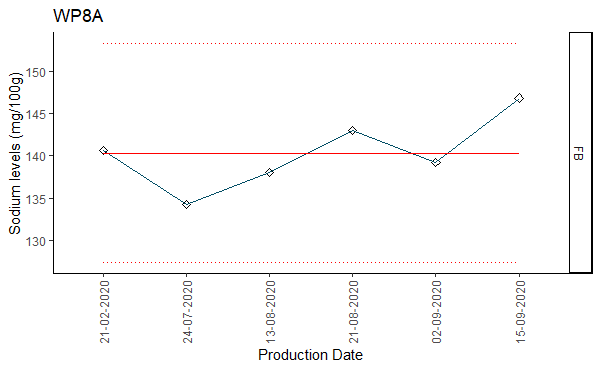 WP8A
Sodium levels (mg/100g)
150
145
140
135
130
FB
21-02-2020
24-07-2020
13-08-2020
21-08-2020
02-09-2020
15-09-2020
Production Date